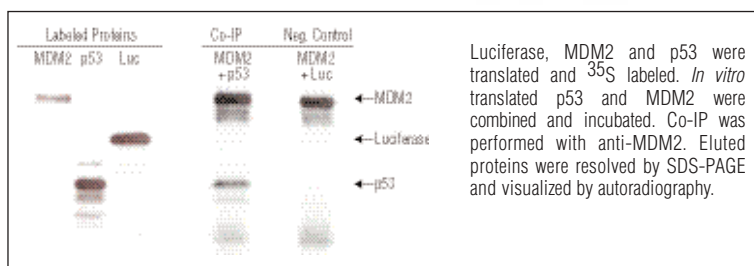 Labeled Proteins
Co-IP
Neg. Control
MDM2 p53 Luc
MDM2
+p53
MDM2
+Luc
MDM2
Luciferase
p53
Luciferase, MDM2 and p53 were
translated and 35S labeled. In vitro
translated p53 and MDM2 were
combined and incubated. Co-IP was
performed with anti-MDM2. Eluted
proteins were resolved by SDS-PAGE
and visualized by autoradiography.